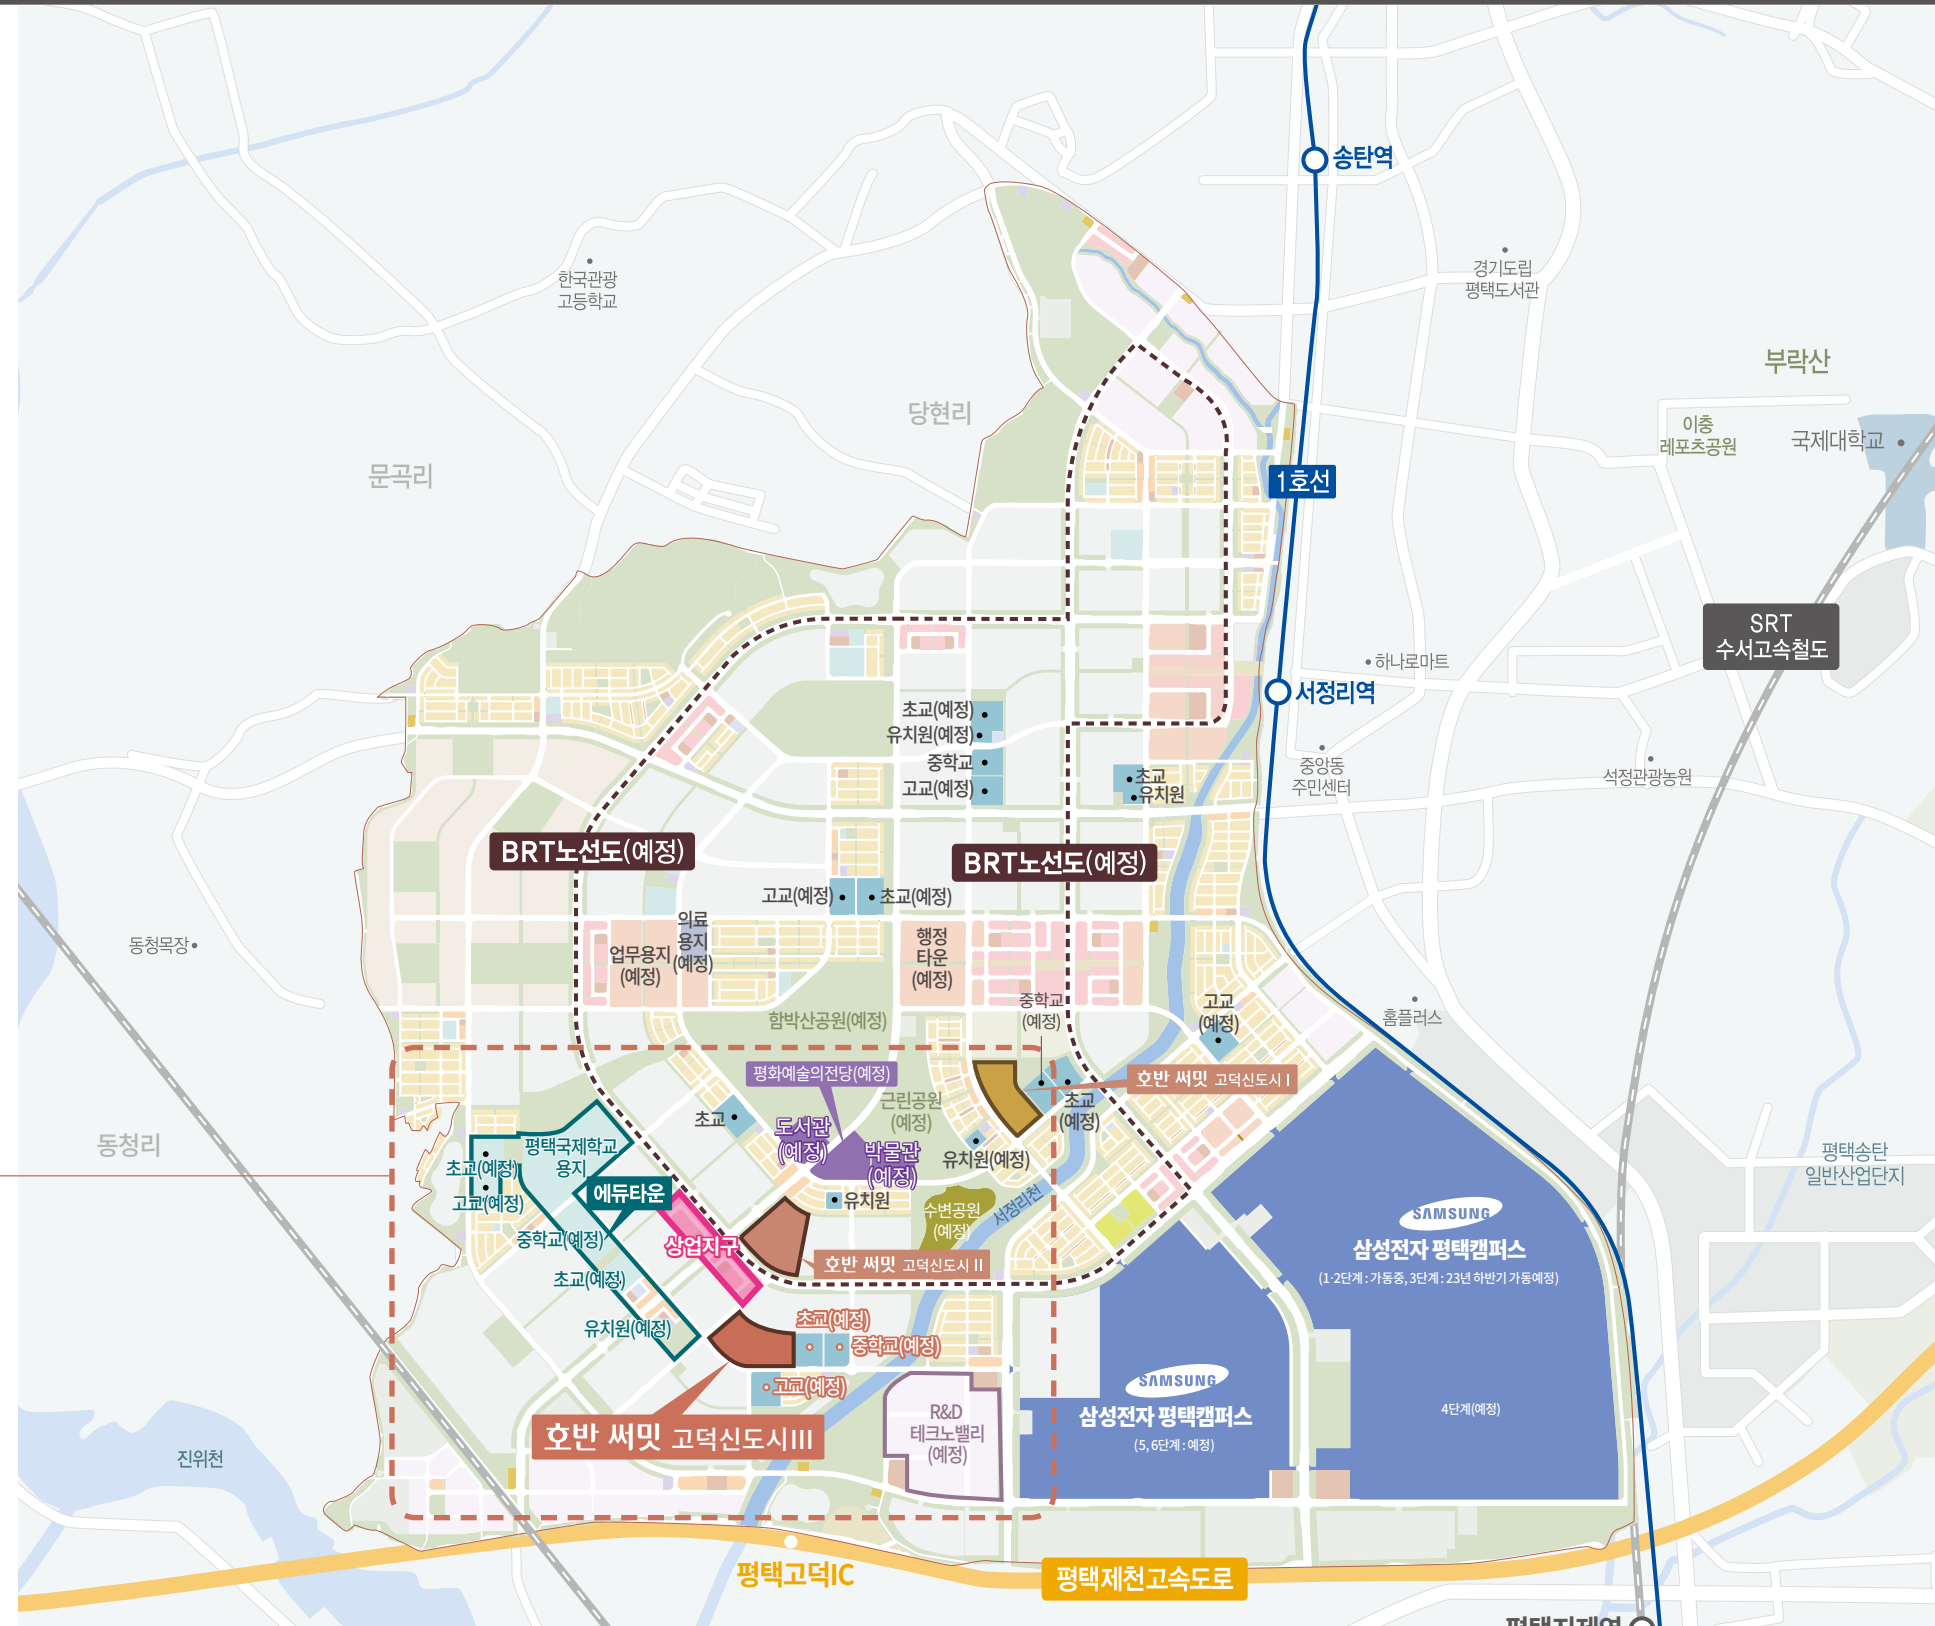 송탄역
한국관광
고등학교
경기도립
평택도서관
부락산
당현리
이충
레포츠공원
국제대학교
문곡리
1호선
SRT
수서고속철도
하나로마트
서정리역
초교(예정)
유치원(예정)
중학교
고교(예정)
초교
유치원
중앙동
주민센터
석정관광농원
BRT노선도(예정)
BRT노선도(예정)
고교(예정)
초교(예정)
동청목장
업무용지
(예정)
의료
용지
(예정)
행정
타운
(예정)
중학교
(예정)
고교
(예정)
홈플러스
함박산공원(예정)
평화예술의전당(예정)
호반 써밋 고덕신도시 I
근린공원
(예정)
초교
(예정)
초교
도서관
(예정)
박물관
(예정)
유치원(예정)
동청리
평택국제학교
용지
초교(예정)
고교(예정)
에듀타운
유치원
수변공원
(예정)
서정리천
평택송탄
일반산업단지
중학교(예정)
상업지구
호반 써밋 고덕신도시 II
SAMSUNG
삼성전자 평택캠퍼스
(1·2단계 : 가동중, 3단계 : 23년 하반기 가동예정)
초교(예정)
유치원(예정)
초교(예정)
중학교(예정)
고교(예정)
호반 써밋 고덕신도시III
R&D
테크노밸리
(예정)
SAMSUNG
삼성전자 평택캠퍼스
(5, 6단계 : 예정)
4단계(예정)
진위천
평택고덕IC
평택제천고속도로
평택지제역